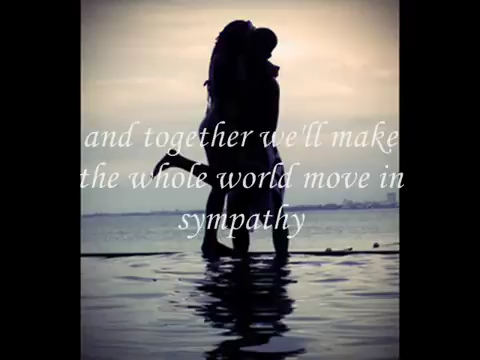 and together we'll make
the whole world move in
sympathy